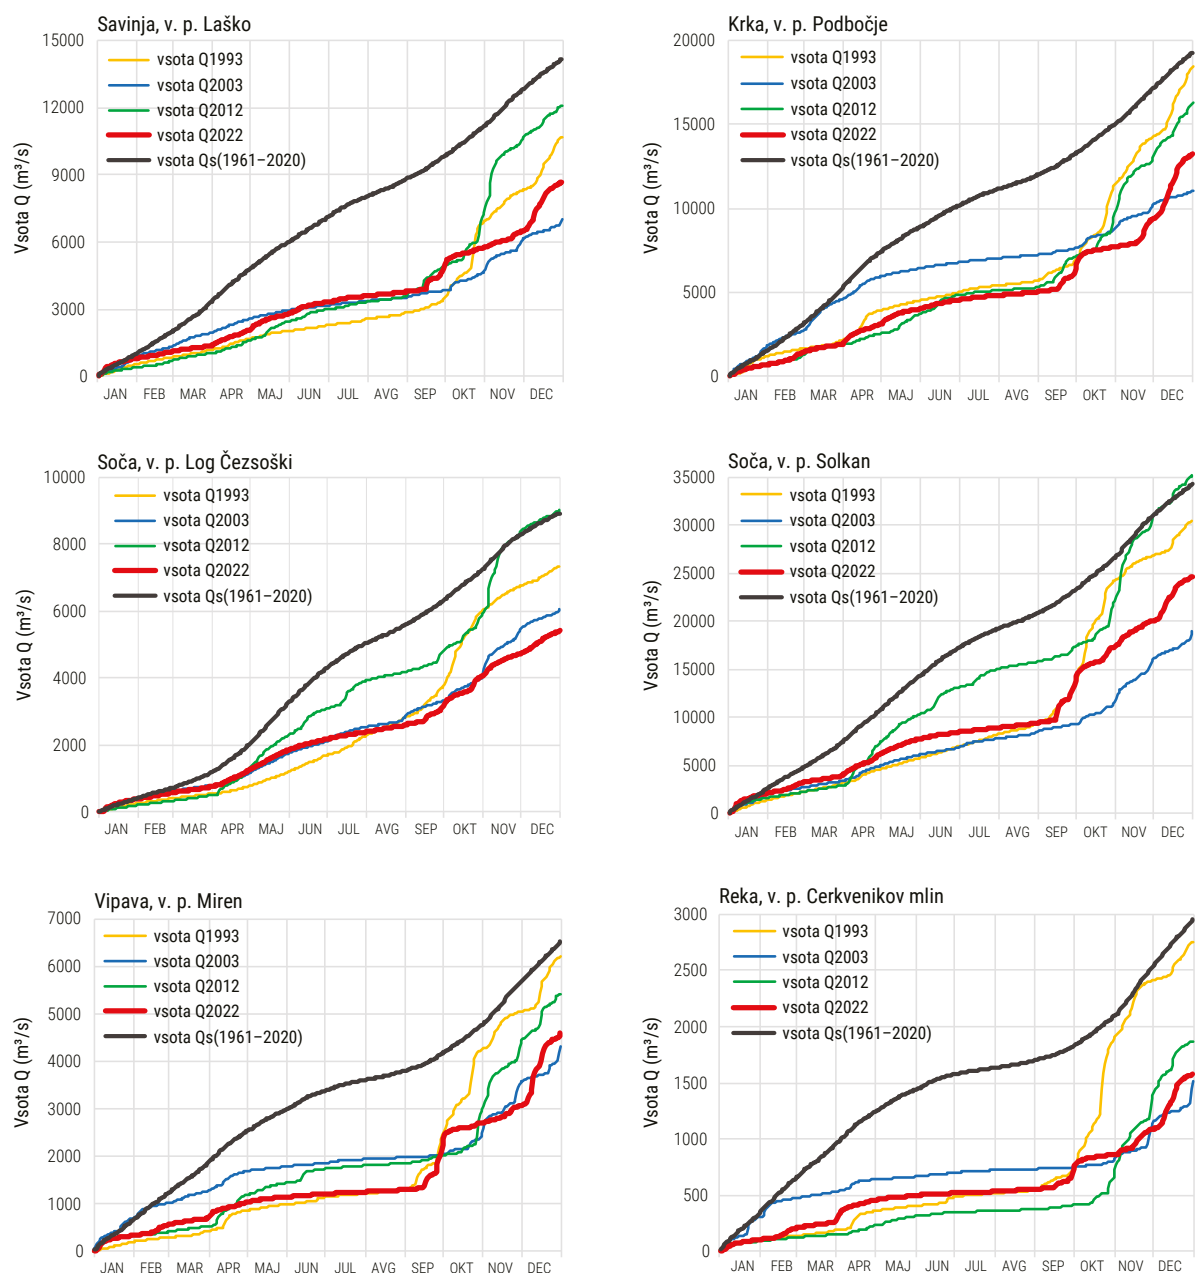 Savinja, v. p. Laško
15000
12000
9000
6000
3000
0
Vsota Q (m³/s)
vsota Q1993
vsota Q2003
vsota Q2012
vsota Q2022
vsota Qs(1961–2020)
JAN FEB MAR APR MAJ JUN JUL AVG SEP OKT NOV DEC
Krka, v. p. Podbočje
20000
15000
10000
5000
0
Vsota Q (m³/s)
vsota Q1993
vsota Q2003
vsota Q2012
vsota Q2022
vsota Qs(1961–2020)
JAN FEB MAR APR MAJ JUN JUL AVG SEP OKT NOV DEC
Soča, v. p. Log Čezsoški
10000
8000
6000
4000
2000
0
Vsota Q (m³/s)
vsota Q1993
vsota Q2003
vsota Q2012
vsota Q2022
vsota Qs(1961–2020)
JAN FEB MAR APR MAJ JUN JUL AVG SEP OKT NOV DEC
Soča, v. p. Solkan
35000
30000
25000
20000
15000
10000
5000
0
Vsota Q (m³/s)
vsota Q1993
vsota Q2003
vsota Q2012
vsota Q2022
vsota Qs(1961–2020)
JAN FEB MAR APR MAJ JUN JUL AVG SEP OKT NOV DEC
Vipava, v. p. Miren
7000
6000
5000
4000
3000
2000
1000
0
Vsota Q (m³/s)
vsota Q1993
vsota Q2003
vsota Q2012
vsota Q2022
vsota Qs(1961–2020)
JAN FEB MAR APR MAJ JUN JUL AVG SEP OKT NOV DEC
Reka, v. p. Cerkvenikov mlin
3000
2500
2000
1500
1000
500
0
Vsota Q (m³/s)
vsota Q1993
vsota Q2003
vsota Q2012
vsota Q2022
vsota Qs(1961–2020)
JAN FEB MAR APR MAJ JUN JUL AVG SEP OKT NOV DEC